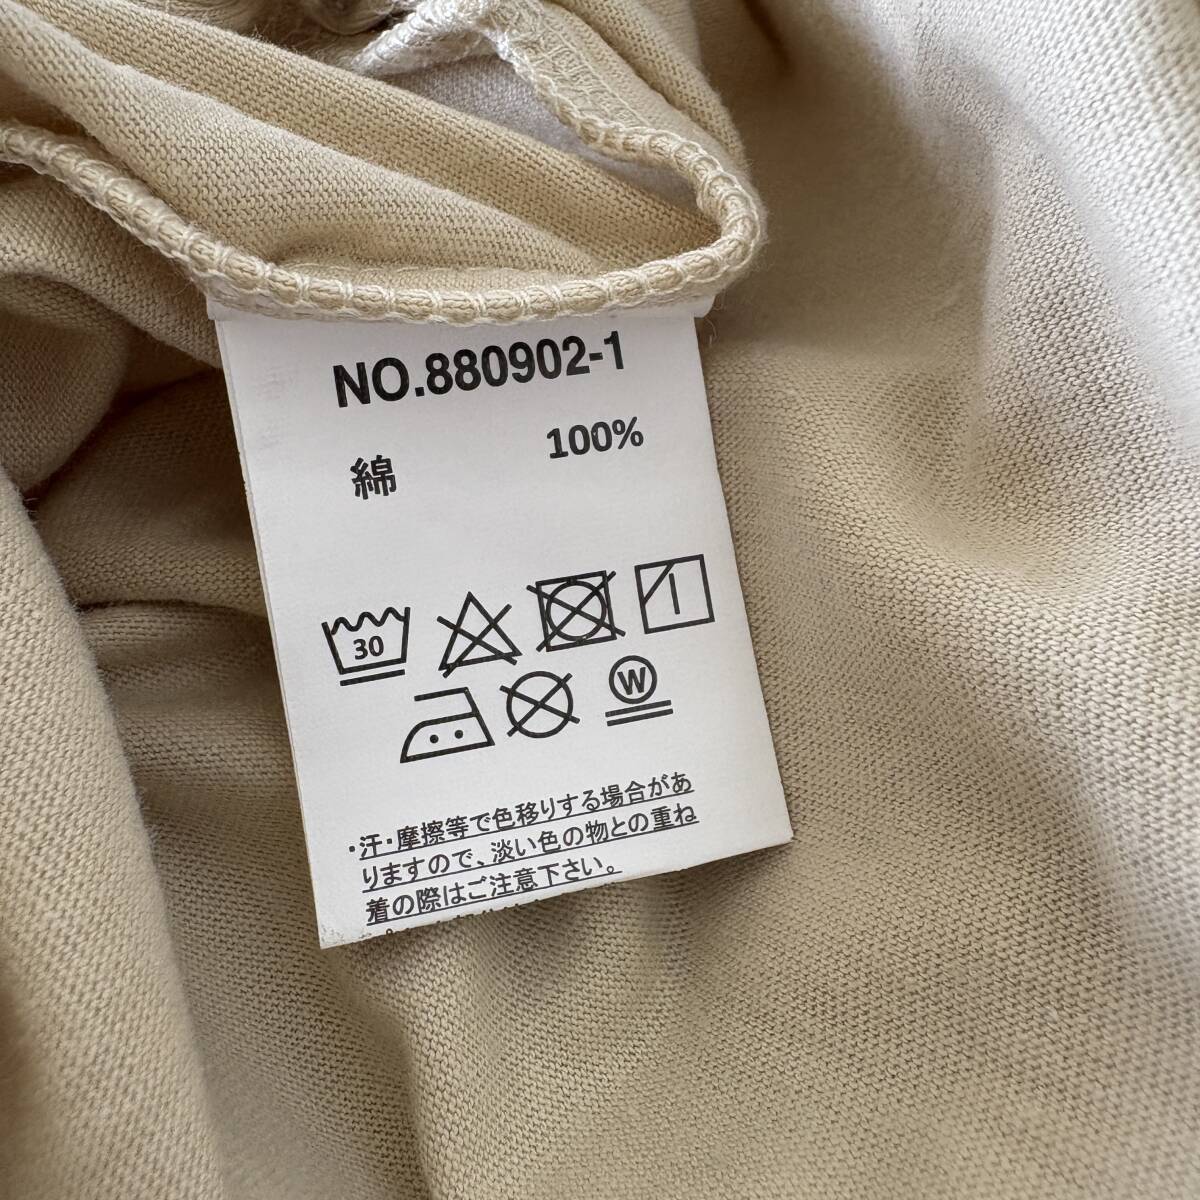 NO.880902-1
綿 100%
30
W
・汗・摩擦等で色移りする場合があ
りますので、淡い色の物との重ね
着の際はご注意下さい。